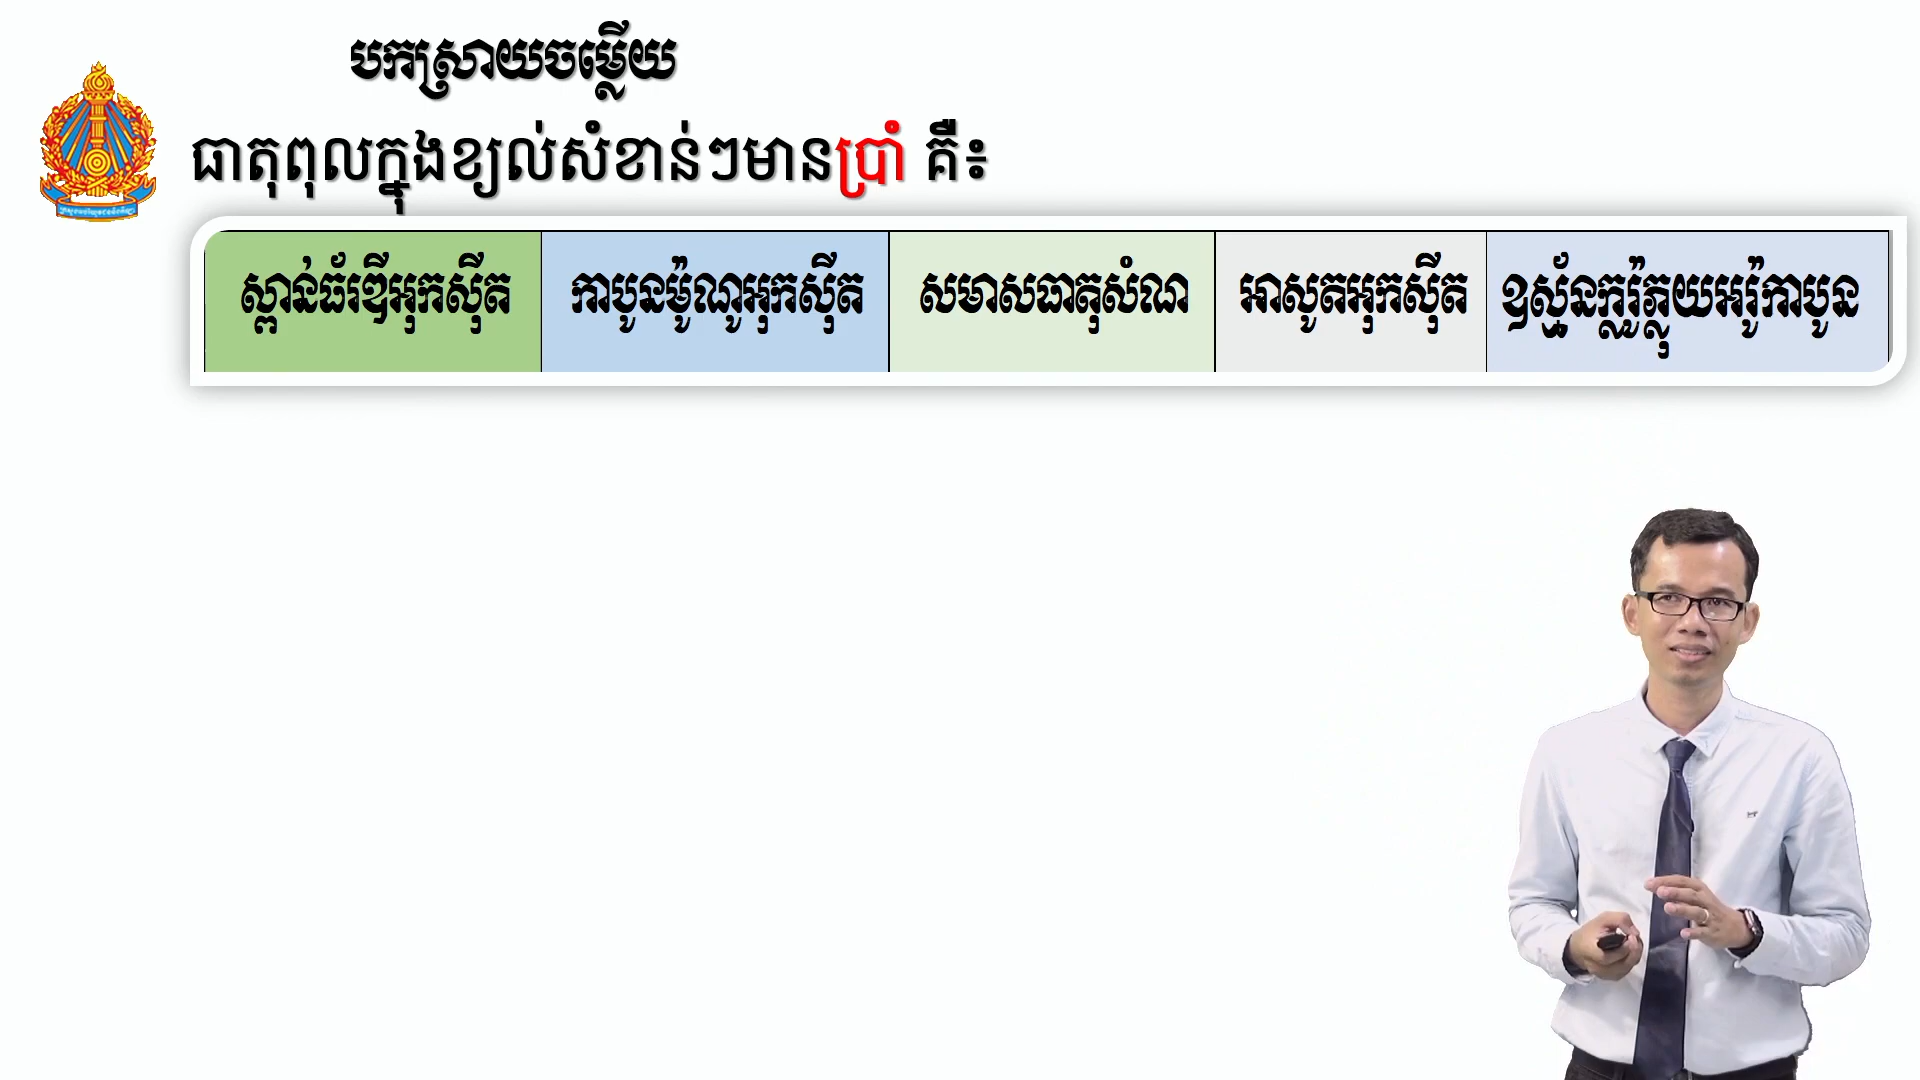 បកស្រាយចម្លើយ
ធាតុពុលក្នុងខ្យល់សំខាន់ៗមានប្រាំ គឺ៖
ស្ពាន់ធ័រឌីអុកស៊ីត កាបូនម៉ូណូអុកស៊ីត សមាសធាតុសំណ អាសូតអុកស៊ីត ឧស្ម័នក្លរ៉ូភ្លុយអរ៉ូកាបូន